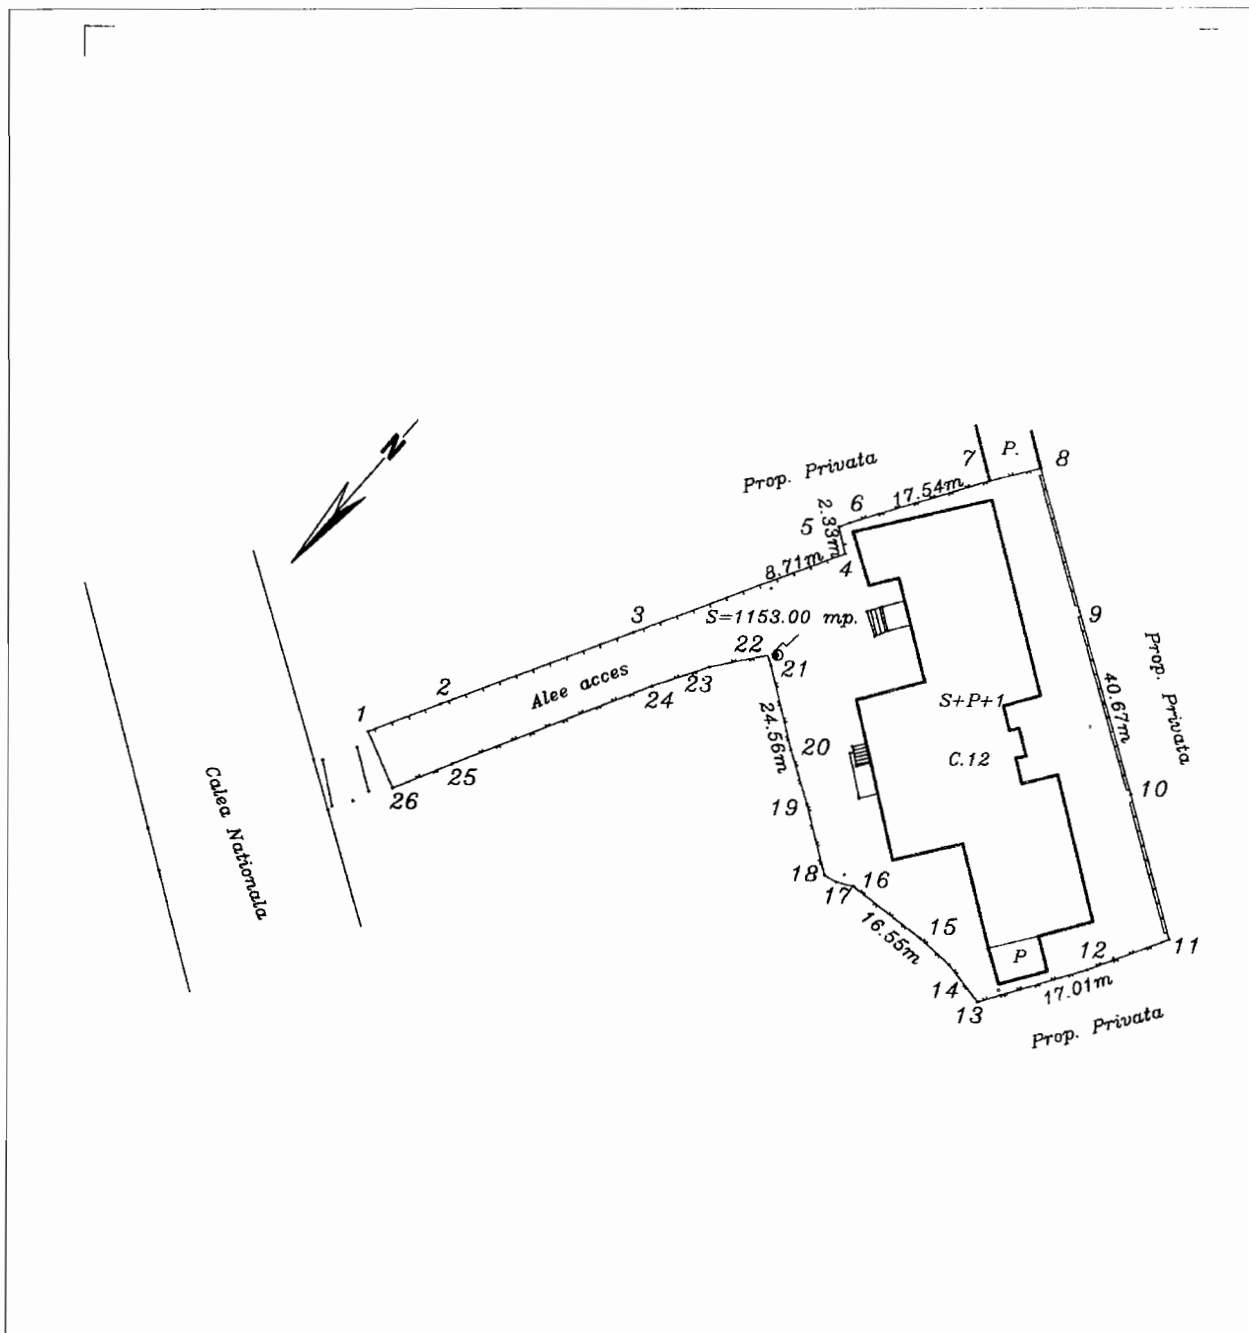 N
7
P.
8
Prop. Privata
17.54m
6
5
2.33m
4
8.71m
9
3
S=1153.00 mp.
Prop. Privata
22
21
Alee acces
23
24
2
40.67m
S+P+1
1
24.56m
20
C.12
25
26
10
Calea Nationala
19
18
17
16
16.55m
15
P
12
11
14
13
17.01m
Prop. Privata